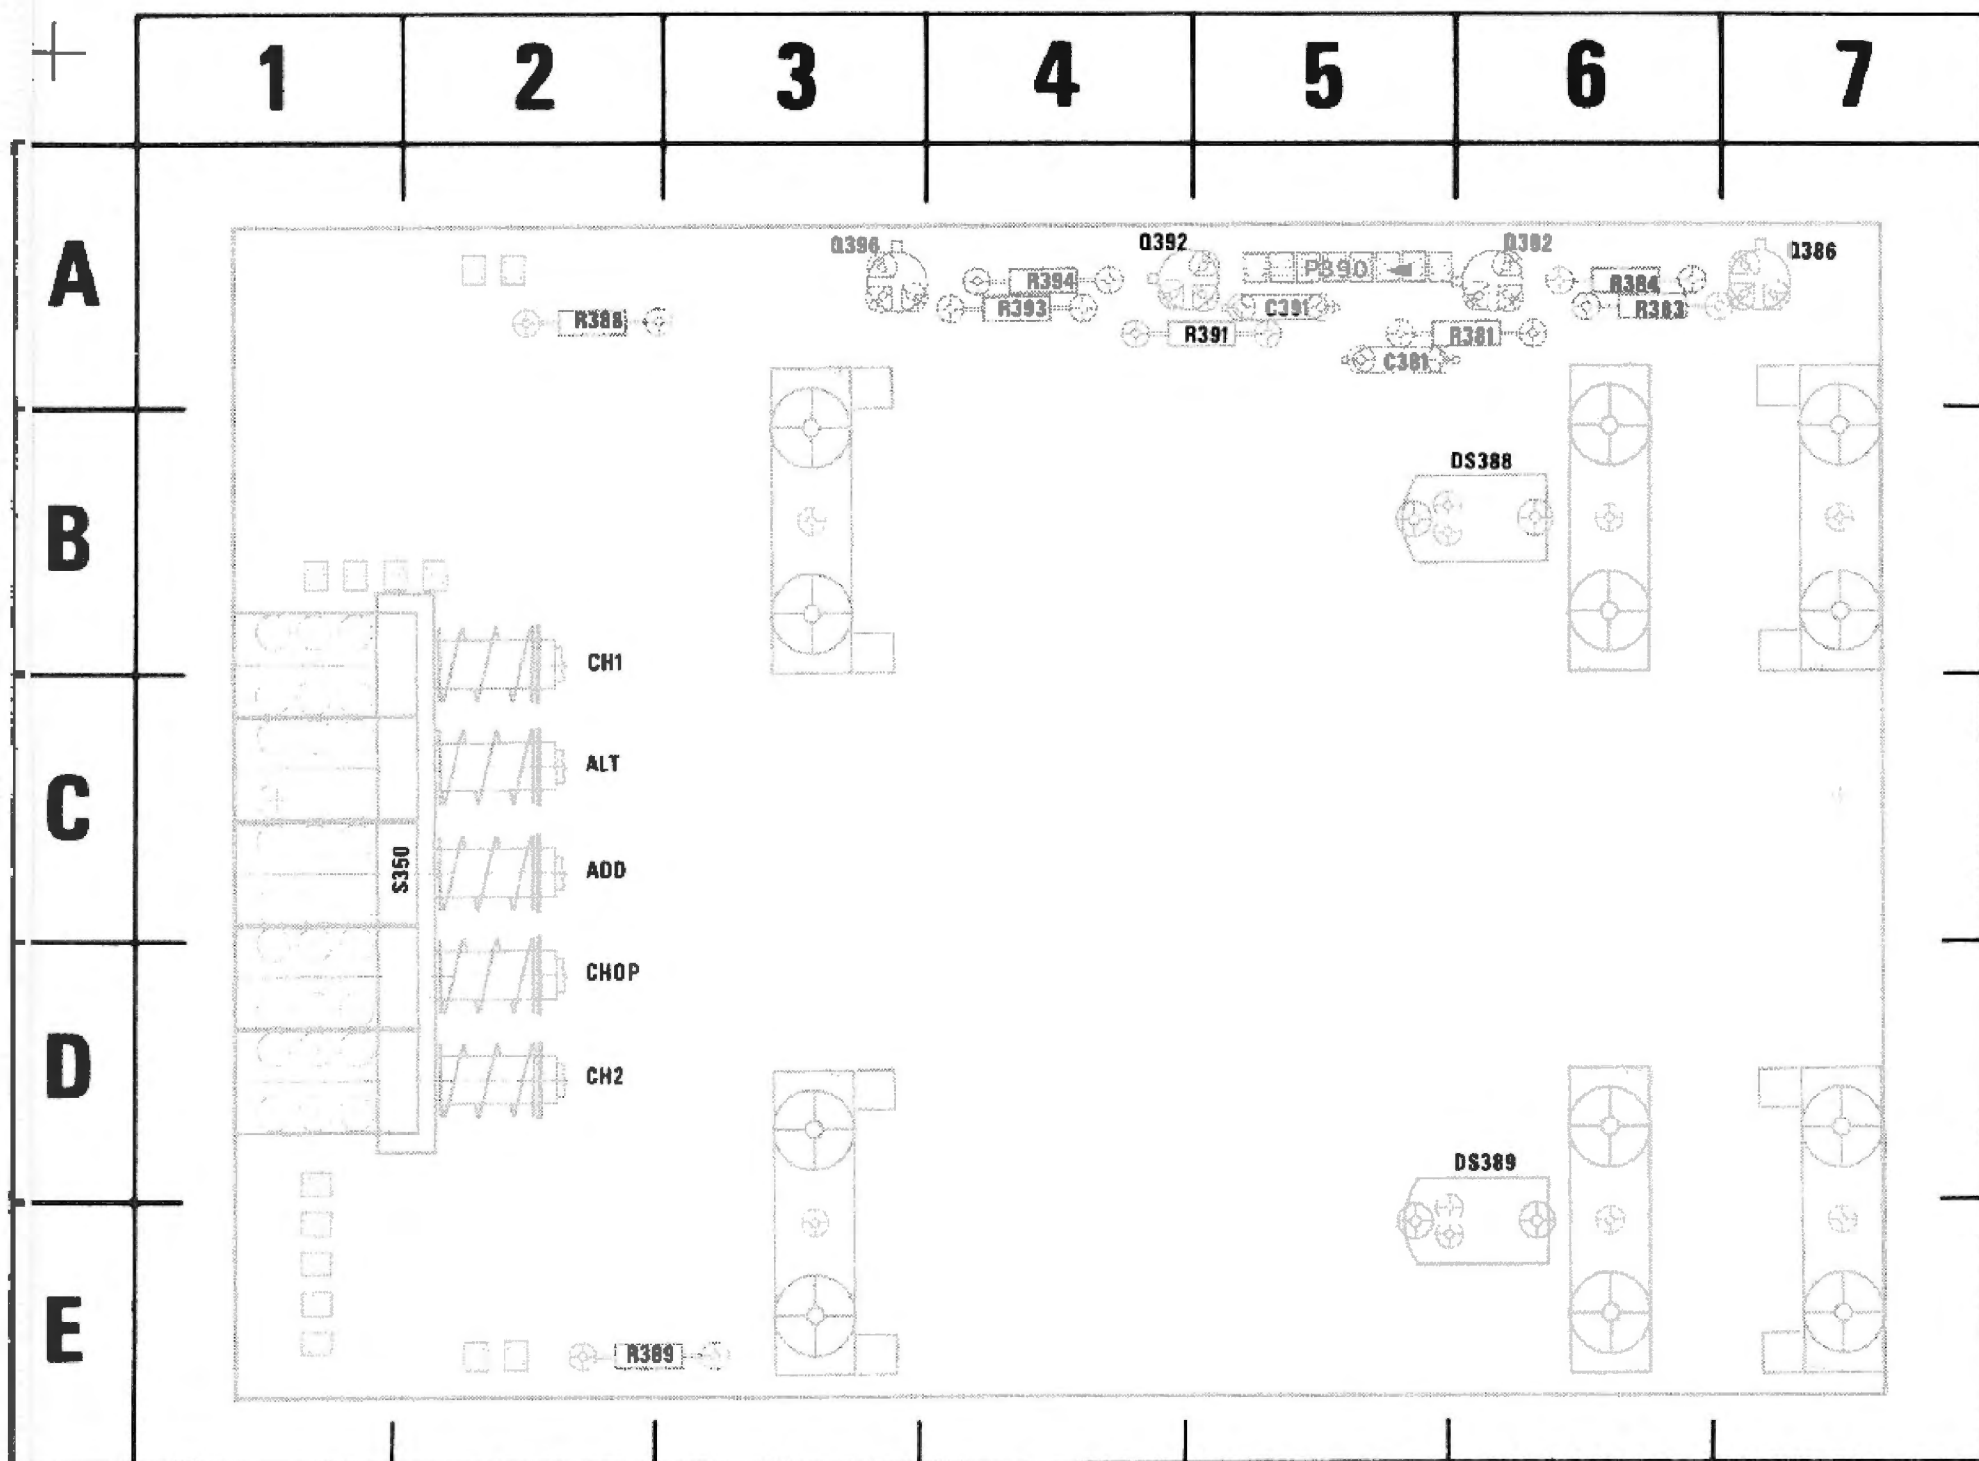 1 2 3 4 5 6 7
A
Q396 Q392 P390 Q382 Q386
R394 R384
R393 C391 R383
R388
R391 R381
C381
B
DS388
CH1
C
ALT
S350
ADD
D
CHOP
CH2
DS389
E
R389